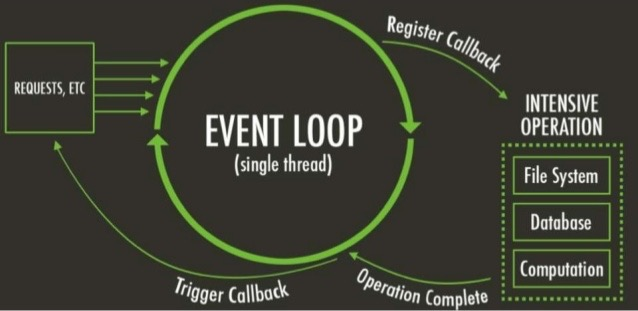 REQUESTS, ETC
EVENT LOOP
(single thread)
Register Callback
INTENSIVE
OPERATION
File System
Database
Computation
Operation Complete
Trigger Callback